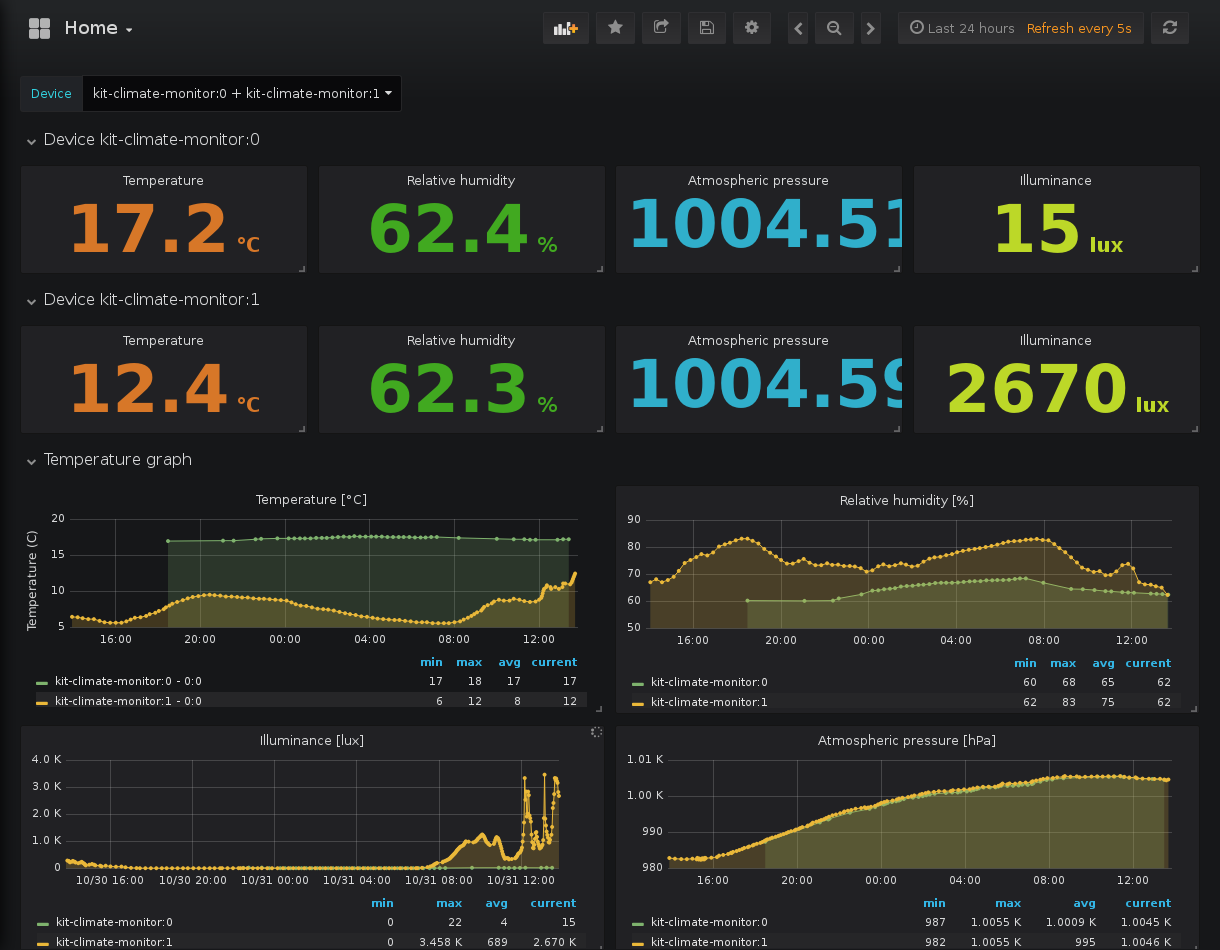 Home
Last 24 hours Refresh every 5s
Device kit-climate-monitor:0 + kit-climate-monitor:1
Device kit-climate-monitor:0
Temperature Relative humidity Atmospheric pressure Illuminance
17.2 °C 62.4 % 1004.51 15 lux
Device kit-climate-monitor:1
Temperature Relative humidity Atmospheric pressure Illuminance
12.4 °C 62.3 % 1004.59 2670 lux
Temperature graph
Temperature [°C]
Temperature (C)
20
15
10
5
16:00 20:00 00:00 04:00 08:00 12:00
min max avg current
kit-climate-monitor:0 - 0:0 17 18 17 17
kit-climate-monitor:1 - 0:0 6 12 8 12
Relative humidity [%]
90
80
70
60
50
16:00 20:00 00:00 04:00 08:00 12:00
min max avg current
kit-climate-monitor:0 60 68 65 62
kit-climate-monitor:1 62 83 75 62
Illuminance [lux]
4.0 K
3.0 K
2.0 K
1.0 K
0
10/30 16:00 10/30 20:00 10/31 00:00 10/31 04:00 10/31 08:00 10/31 12:00
min max avg current
kit-climate-monitor:0 0 22 4 15
kit-climate-monitor:1 0 3.458 K 689 2.670 K
Atmospheric pressure [hPa]
1.01 K
1.00 K
990
980
16:00 20:00 00:00 04:00 08:00 12:00
min max avg current
kit-climate-monitor:0 987 1.0055 K 1.0009 K 1.0045 K
kit-climate-monitor:1 982 1.0055 K 995 1.0046 K